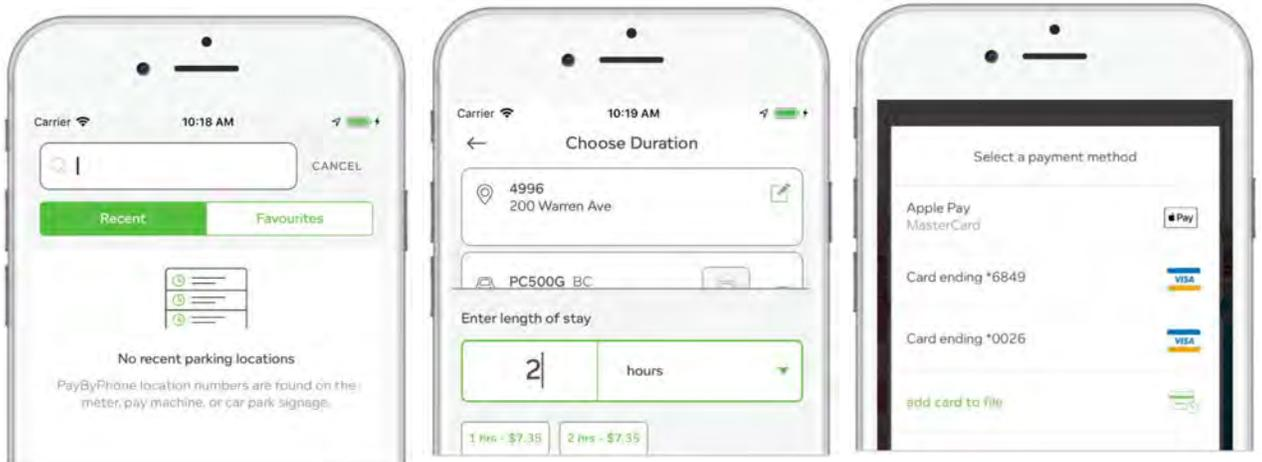 Carrier
10:18 AM
CANCEL
Recent
Favourites
No recent parking locations
PayByPhone location numbers are found on the
meter, pay machine, or car park signage.
Carrier
10:19 AM
Choose Duration
4996
200 Warren Ave
PC500G BC
Enter length of stay
2
hours
1 hrs - $7.35
2 hrs - $7.35
Select a payment method
Apple Pay
MasterCard
Pay
Card ending *6849
VISA
Card ending *0026
VISA
add card to file